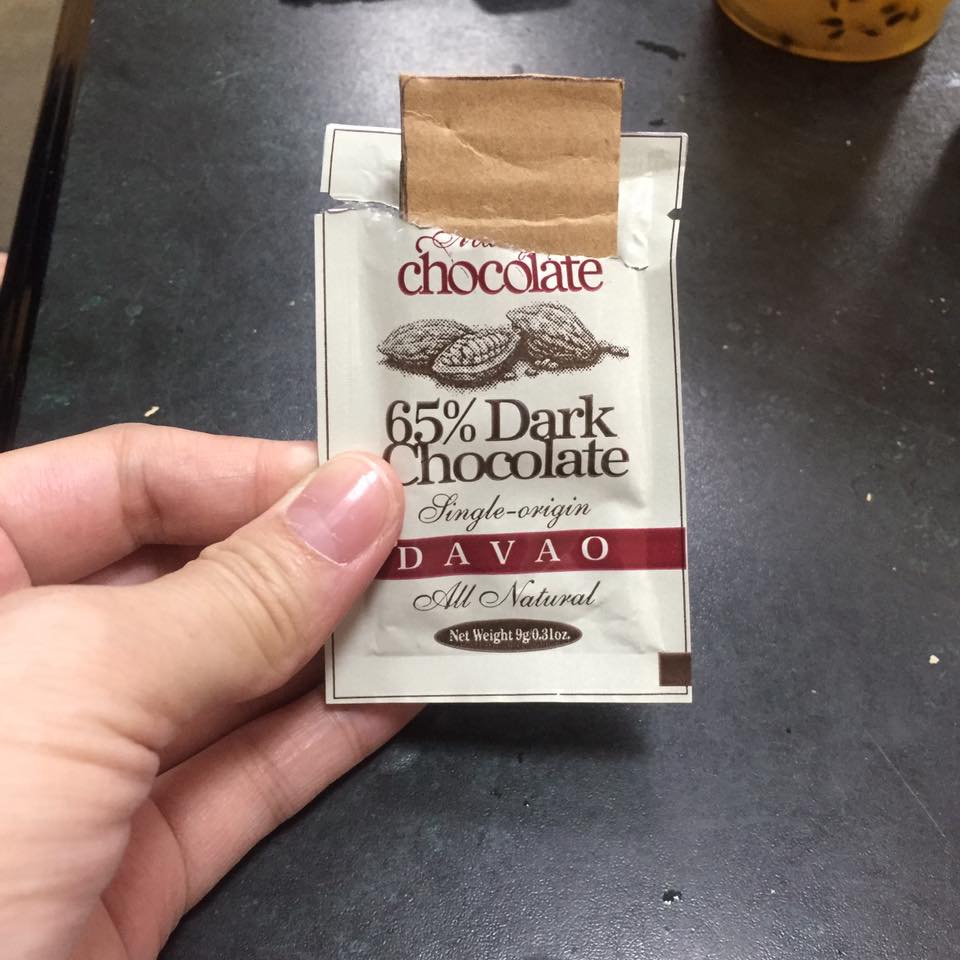 chocolate
65% Dark
Chocolate
Single-origin
DAVAO
All Natural
Net Weight 9g/0.31oz.